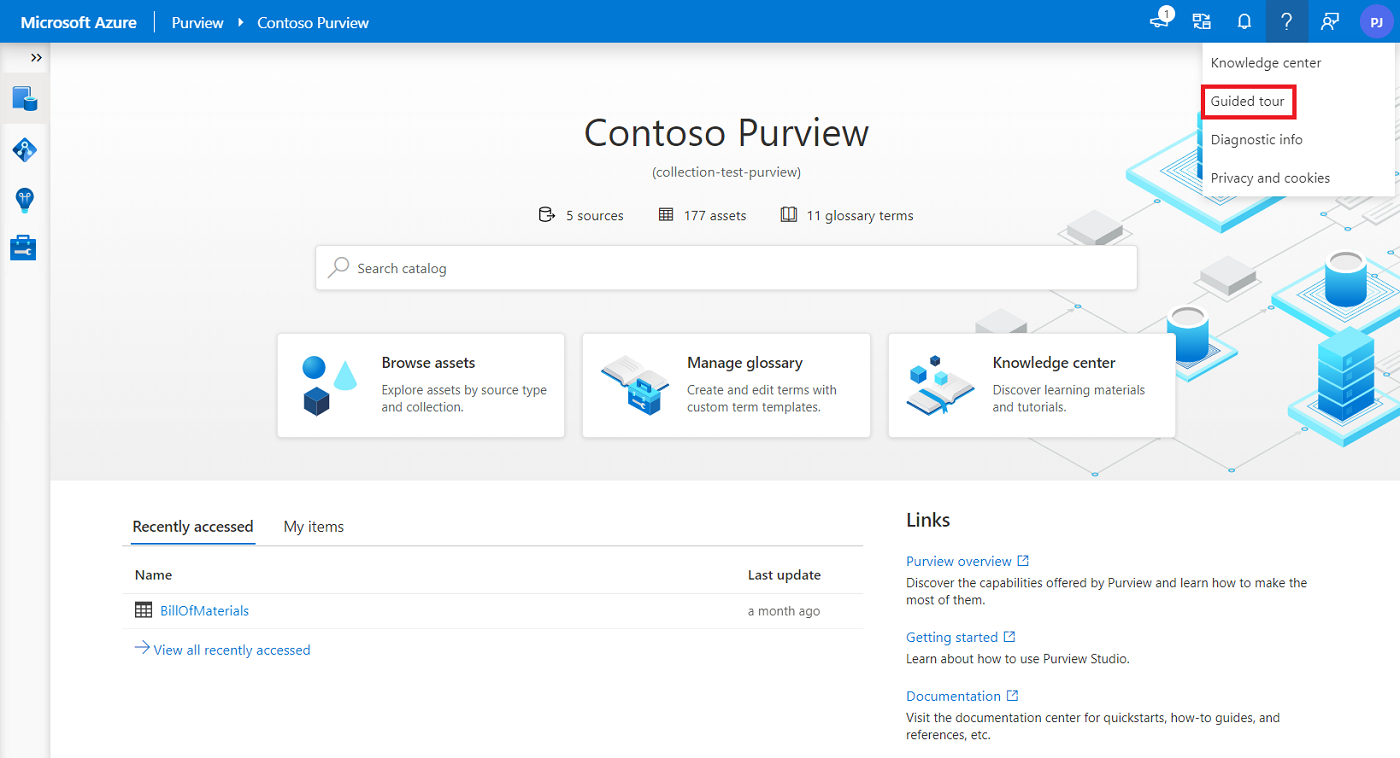 Microsoft Azure
Purview
Contoso Purview
1
?
PJ
Knowledge center
Guided tour
Diagnostic info
Privacy and cookies
Contoso Purview
(collection-test-purview)
5 sources
177 assets
11 glossary terms
Search catalog
Browse assets
Explore assets by source type
and collection.
Manage glossary
Create and edit terms with
custom term templates.
Knowledge center
Discover learning materials
and tutorials.
Recently accessed
My items
Name
Last update
BillOfMaterials
a month ago
View all recently accessed
Links
Purview overview
Discover the capabilities offered by Purview and learn how to make the
most of them.
Getting started
Learn about how to use Purview Studio.
Documentation
Visit the documentation center for quickstarts, how-to guides, and
references, etc.